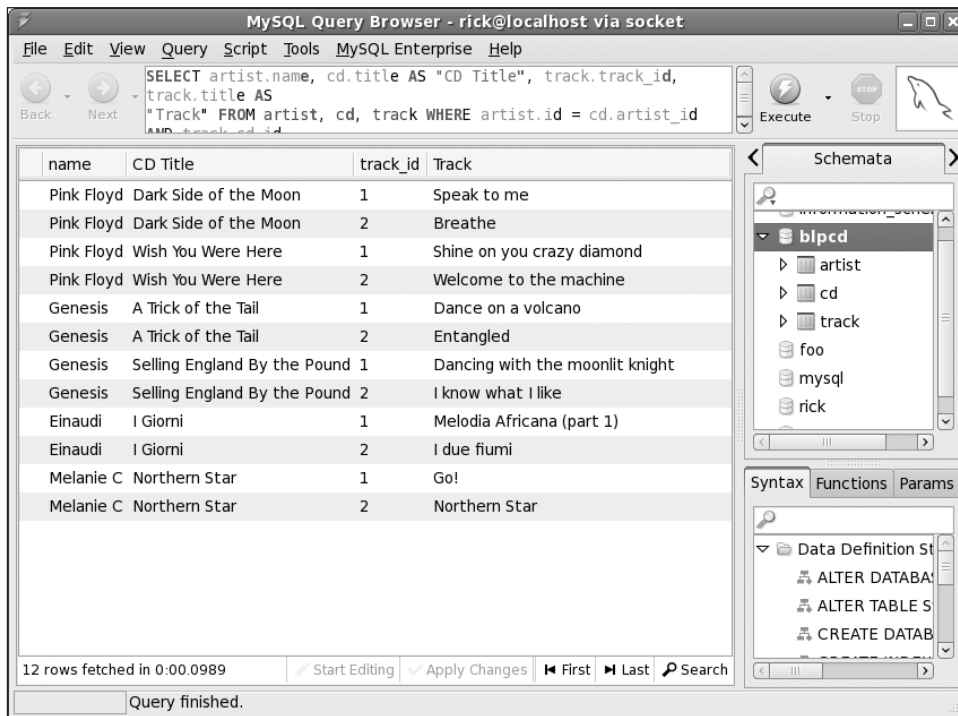 MySQL Query Browser - rick@localhost via socket
File Edit View Query Script Tools MySQL Enterprise Help
Back
Next
SELECT artist.name, cd.title AS "CD Title", track.track_id,
track.title AS
"Track" FROM artist, cd, track WHERE artist.id = cd.artist_id
Execute
STOP
Stop
name CD Title track_id Track
Pink Floyd Dark Side of the Moon 1 Speak to me
Pink Floyd Dark Side of the Moon 2 Breathe
Pink Floyd Wish You Were Here 1 Shine on you crazy diamond
Pink Floyd Wish You Were Here 2 Welcome to the machine
Genesis A Trick of the Tail 1 Dance on a volcano
Genesis A Trick of the Tail 2 Entangled
Genesis Selling England By the Pound 1 Dancing with the moonlit knight
Genesis Selling England By the Pound 2 I know what I like
Einaudi I Giorni 1 Melodia Africana (part 1)
Einaudi I Giorni 2 I due fiumi
Melanie C Northern Star 1 Go!
Melanie C Northern Star 2 Northern Star
12 rows fetched in 0:00.0989 Start Editing Apply Changes First Last Search
Query finished.
Schemata
blpcd
artist
cd
track
foo
mysql
rick
Syntax Functions Params
Data Definition St
ALTER DATABA
ALTER TABLE S
CREATE DATAB